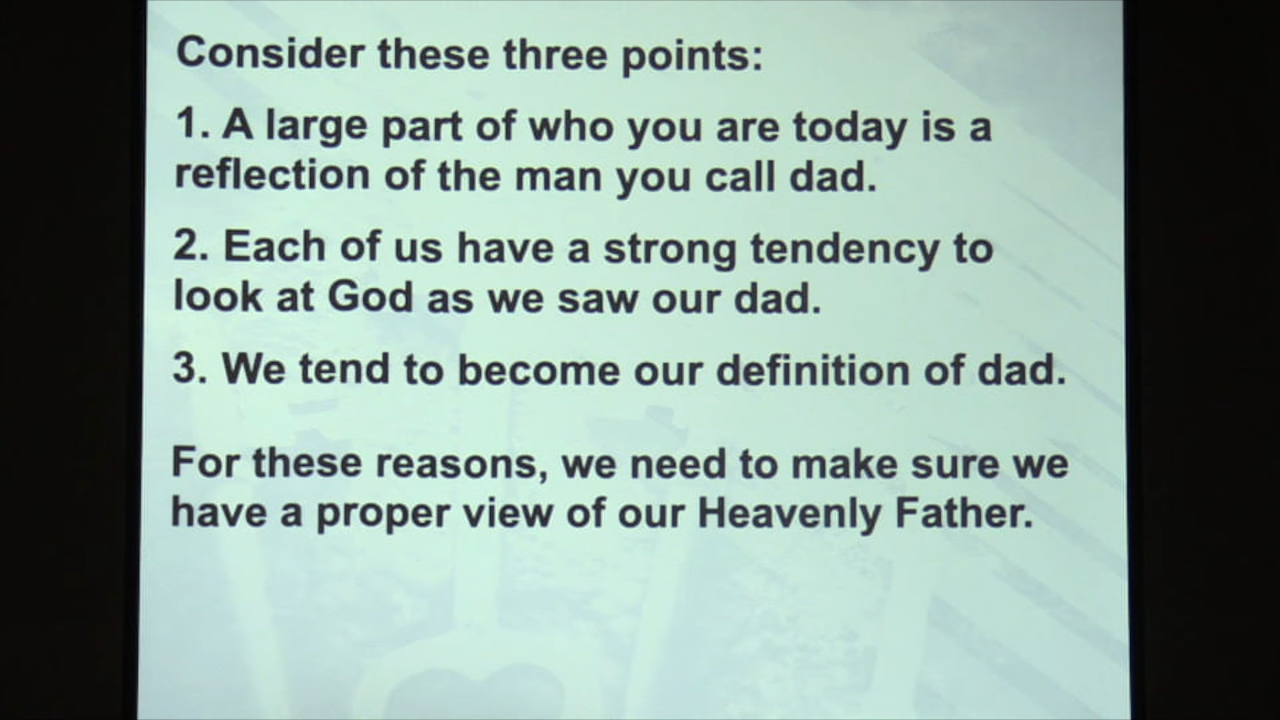 Consider these three points:
1. A large part of who you are today is a
reflection of the man you call dad.
2. Each of us have a strong tendency to
look at God as we saw our dad.
3. We tend to become our definition of dad.
For these reasons, we need to make sure we
have a proper view of our Heavenly Father.